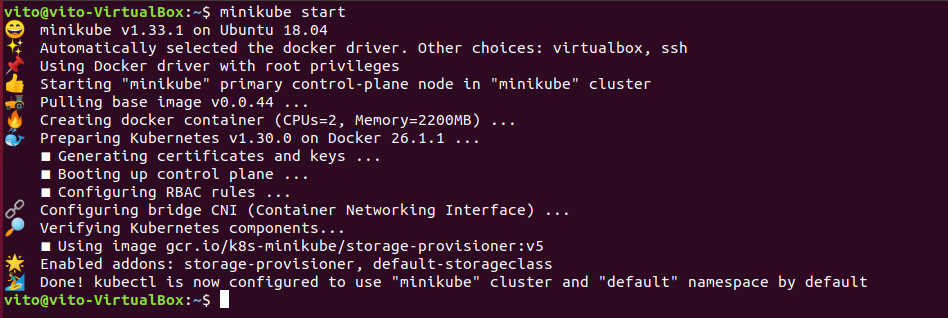 vito@vito-VirtualBox:~$ minikube start
😄 minikube v1.33.1 on Ubuntu 18.04
✨ Automatically selected the docker driver. Other choices: virtualbox, ssh
📌 Using Docker driver with root privileges
👍 Starting "minikube" primary control-plane node in "minikube" cluster
🚜 Pulling base image v0.0.44 ...
🔥 Creating docker container (CPUs=2, Memory=2200MB) ...
🐳 Preparing Kubernetes v1.30.0 on Docker 26.1.1 ...
▪ Generating certificates and keys ...
▪ Booting up control plane ...
▪ Configuring RBAC rules ...
🔗 Configuring bridge CNI (Container Networking Interface) ...
🔎 Verifying Kubernetes components...
▪ Using image gcr.io/k8s-minikube/storage-provisioner:v5
🌟 Enabled addons: storage-provisioner, default-storageclass
🏄 Done! kubectl is now configured to use "minikube" cluster and "default" namespace by default
vito@vito-VirtualBox:~$